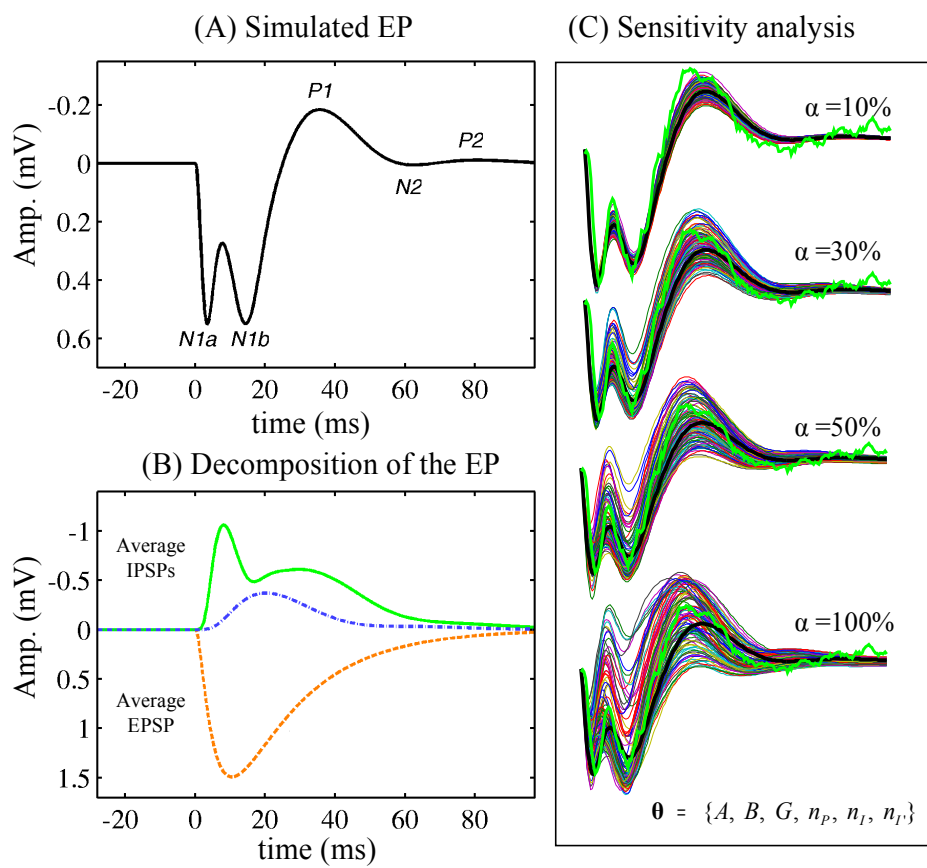 (A) Simulated EP
Amp. (mV)
-0.2
0
0.2
0.4
0.6
P1
P2
N2
N1a
N1b
-20 0 20 40 60 80
time (ms)
(B) Decomposition of the EP
Amp. (mV)
-1
-0.5
0
0.5
1
1.5
Average
IPSPs
Average
EPSP
-20 0 20 40 60 80
time (ms)
(C) Sensitivity analysis
α =10%
α =30%
α =50%
α =100%
θ = {A, B, G, n_P, n_I, n_I'}